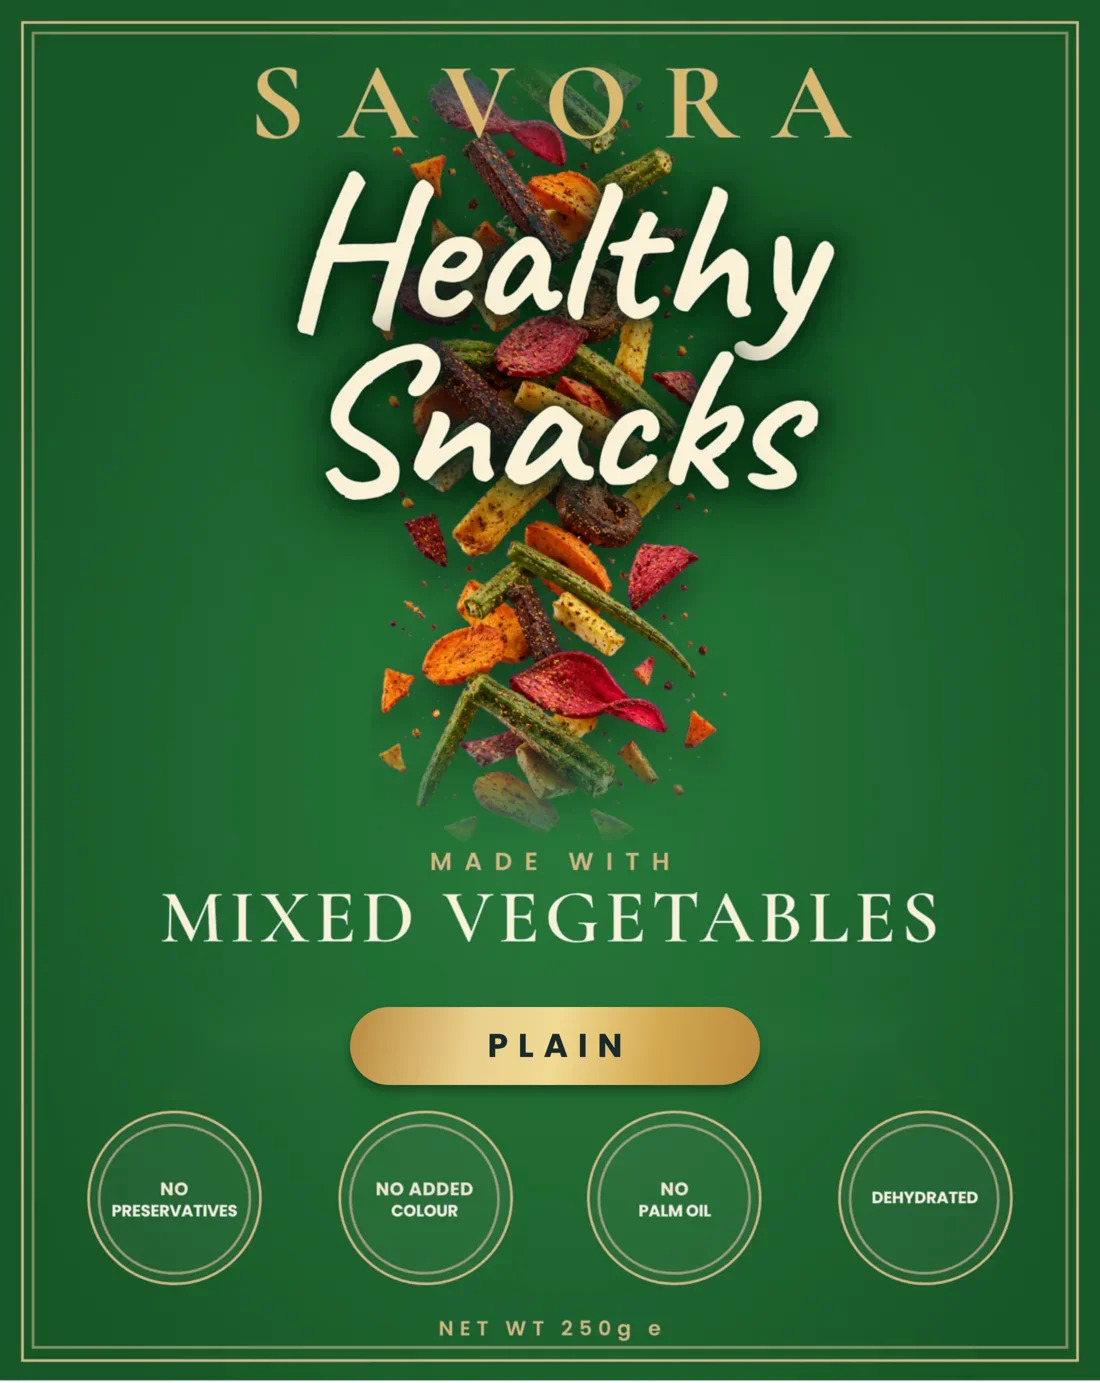 SAVORA
Healthy
Snacks
MADE WITH
MIXED VEGETABLES
PLAIN
NO
PRESERVATIVES
NO ADDED
COLOUR
NO
PALM OIL
DEHYDRATED
NET WT 250g e